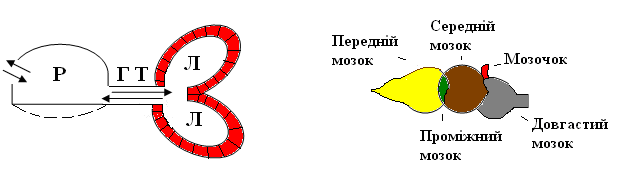 Р
Г Т
Л
Л
Передній
мозок
Середній
мозок
Мозочок
Проміжний
мозок
Довгастий
мозок